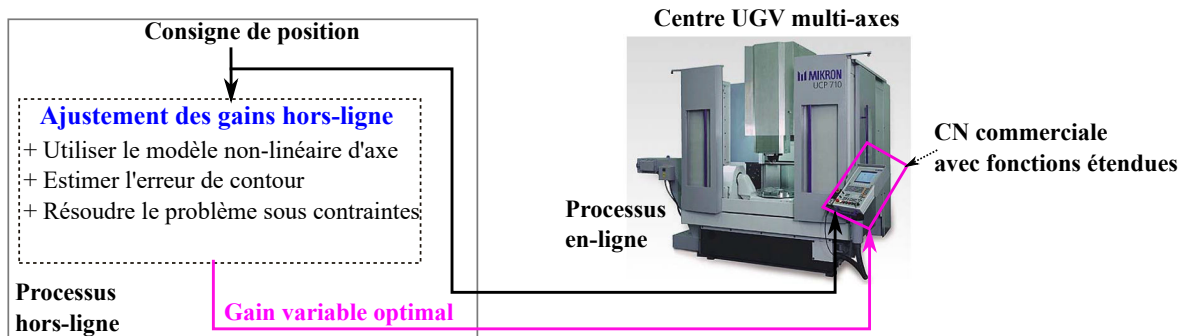 Consigne de position
Ajustement des gains hors-ligne
+ Utiliser le modèle non-linéaire d'axe
+ Estimer l'erreur de contour
+ Résoudre le problème sous contraintes
Processus
hors-ligne
Gain variable optimal
Centre UGV multi-axes
MIKRON
UCP 710
CN commerciale
avec fonctions étendues
Processus
en-ligne